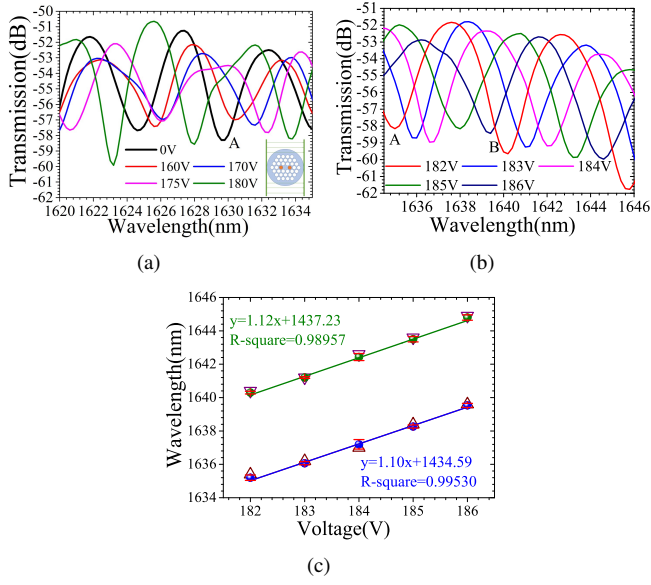 -50
-51
-52
-53
-54
-55
-56
-57
-58
-59
-60
-61
-62
Transmission(dB)
A
0V
160V 170V
175V 180V
1620 1622 1624 1626 1628 1630 1632 1634
Wavelength(nm)
(a)
-51
-52
-53
-54
-55
-56
-57
-58
-59
-60
-61
-62
Transmission(dB)
A B
182V 183V 184V
185V 186V
1636 1638 1640 1642 1644 1646
Wavelength(nm)
(b)
1646
1644
1642
1640
1638
1636
1634
Wavelength(nm)
y=1.12x+1437.23
R-square=0.98957
y=1.10x+1434.59
R-square=0.99530
182 183 184 185 186
Voltage(V)
(c)